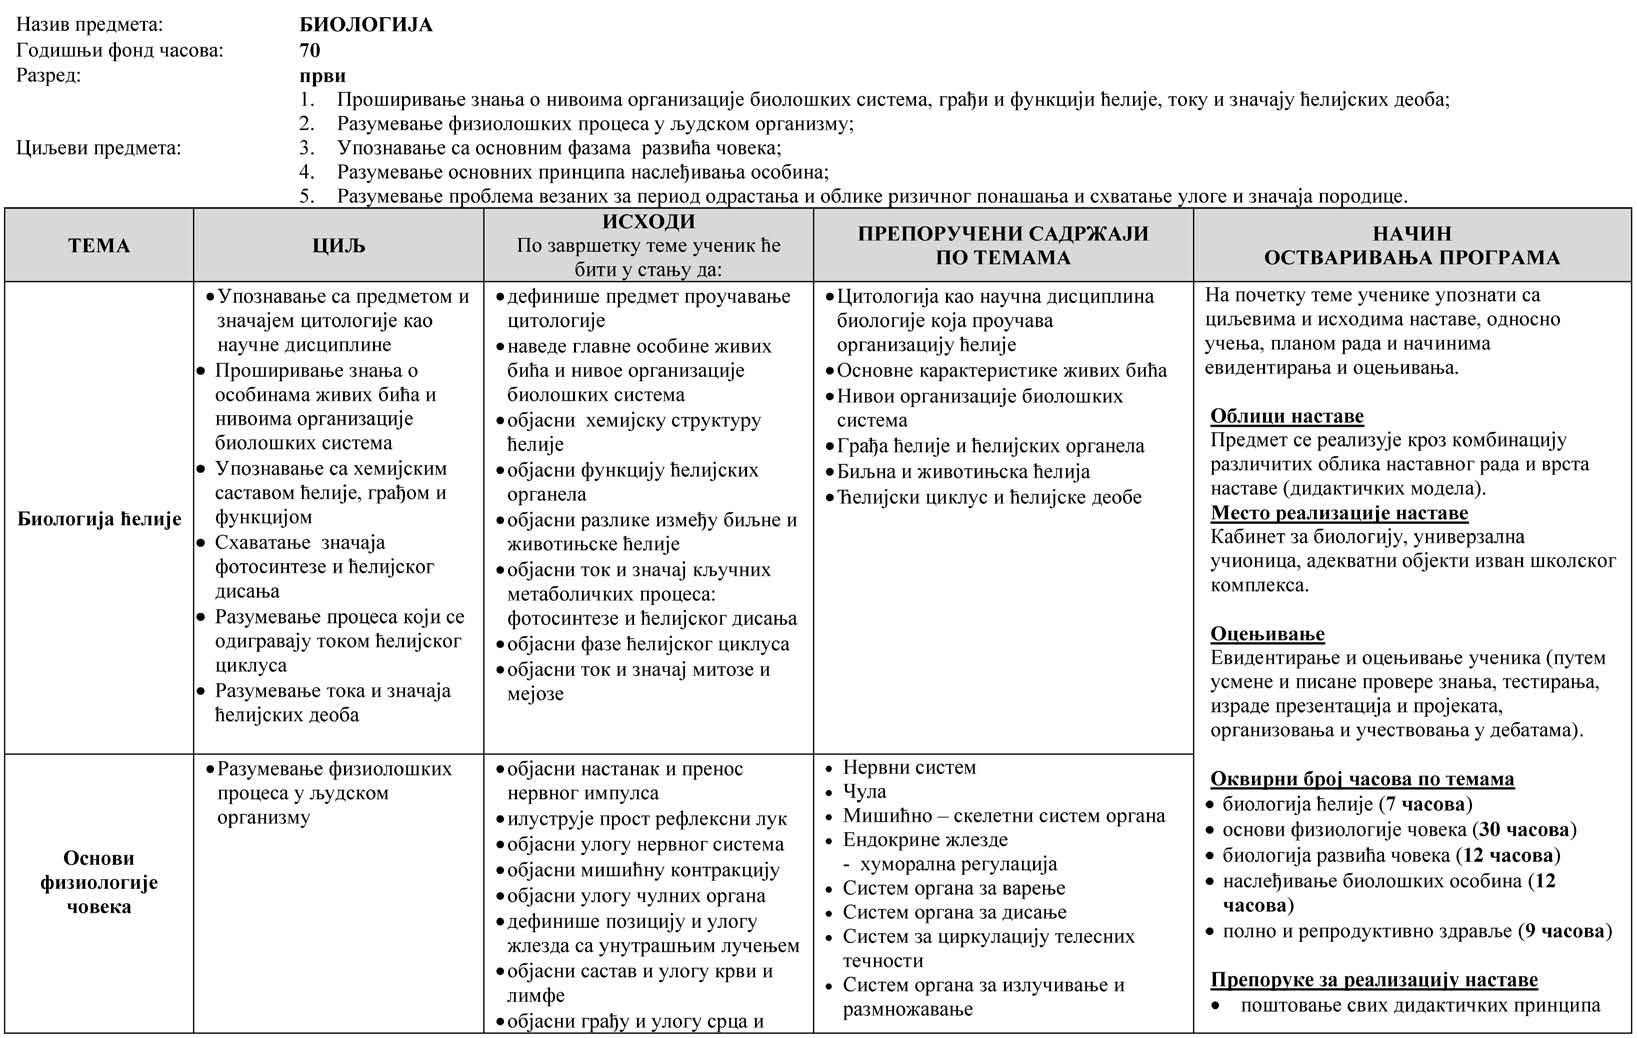 Назив предмета: БИОЛОГИЈА
Годишњи фонд часова: 70
Разред: први
Циљеви предмета:
1. Проширивање знања о нивоима организације биолошких система, грађи и функцији ћелије, току и значају ћелијских деоба;
2. Разумевање физиолошких процеса у људском организму;
3. Упознавање са основним фазама развића човека;
4. Разумевање основних принципа наслеђивања особина;
5. Разумевање проблема везаних за период одрастања и облике ризичног понашања и схватање улоге и значаја породице.
ТЕМА
ЦИЉ
ИСХОДИ
По завршетку теме ученик ће
бити у стању да:
ПРЕПОРУЧЕНИ САДРЖАЈИ
ПО ТЕМАМА
НАЧИН
ОСТВАРИВАЊА ПРОГРАМА
Биологија ћелије
• Упознавање са предметом и
значајем цитологије као
научне дисциплине
• Проширивање знања о
особинама живих бића и
нивоима организације
биолошких система
• Упознавање са хемијским
саставом ћелије, грађом и
функцијом
• Схаватање значаја
фотосинтезе и ћелијског
дисања
• Разумевање процеса који се
одигравају током ћелијског
циклуса
• Разумевање тока и значаја
ћелијских деоба
• дефинише предмет проучавање
цитологије
• наведе главне особине живих
бића и нивое организације
биолошких система
• објасни хемијску структуру
ћелије
• објасни функцију ћелијских
органела
• објасни разлике између биљне и
животињске ћелије
• објасни ток и значај кључних
метаболичких процеса:
фотосинтезе и ћелијског дисања
• објасни фазе ћелијског циклуса
• објасни ток и значај митозе и
мејозе
• Цитологија као научна дисциплина
биологије која проучава
организацију ћелије
• Основне карактеристике живих бића
• Нивои организације биолошких
система
• Грађа ћелије и ћелијских органела
• Биљна и животињска ћелија
• Ћелијски циклус и ћелијске деобе
На почетку теме ученике упознати са
циљевима и исходима наставе, односно
учења, планом рада и начинима
евидентирања и оцењивања.
Облици наставе
Предмет се реализује кроз комбинацију
различитих облика наставног рада и врста
наставе (дидактичких модела).
Место реализације наставе
Кабинет за биологију, универзална
учионица, адекватни објекти изван школског
комплекса.
Оцењивање
Евидентирање и оцењивање ученика (путем
усмене и писане провере знања, тестирања,
израде презентација и пројеката,
организовања и учествовања у дебатама).
Оквирни број часова по темама
• биологија ћелије (7 часова)
• основи физиологије човека (30 часова)
• биологија развића човека (12 часова)
• наслеђивање биолошких особина (12
часова)
• полно и репродуктивно здравље (9 часова)
Препоруке за реализацију наставе
• поштовање свих дидактичких принципа
Основи
физиологије
човека
• Разумевање физиолошких
процеса у људском
организму
• објасни настанак и пренос
нервног импулса
• илуструје прост рефлексни лук
• објасни улогу нервног система
• објасни мишићну контракцију
• објасни улогу чулних органа
• дефинише позицију и улогу
жлезда са унутрашњим лучењем
• објасни састав и улогу крви и
лимфе
• објасни грађу и улогу срца и
• Нервни систем
• Чула
• Мишићно – скелетни систем органа
• Ендокрине жлезде
- хуморална регулација
• Систем органа за варење
• Систем органа за дисање
• Систем за циркулацију телесних
течности
• Систем органа за излучивање и
размножавање